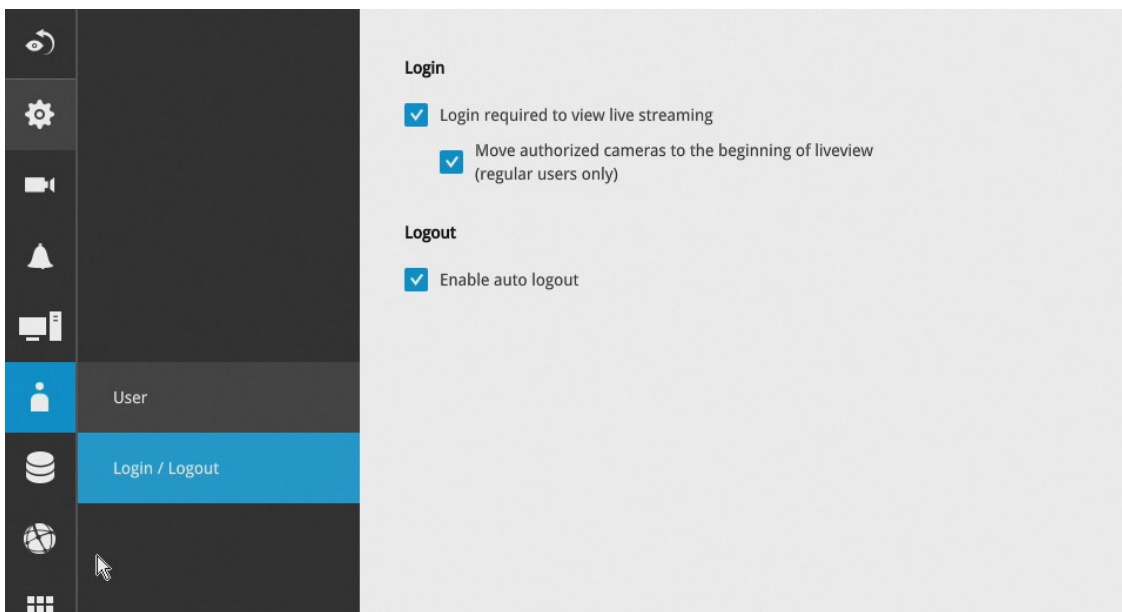 Login
Login required to view live streaming
Move authorized cameras to the beginning of liveview
(regular users only)
Logout
Enable auto logout
User
Login / Logout